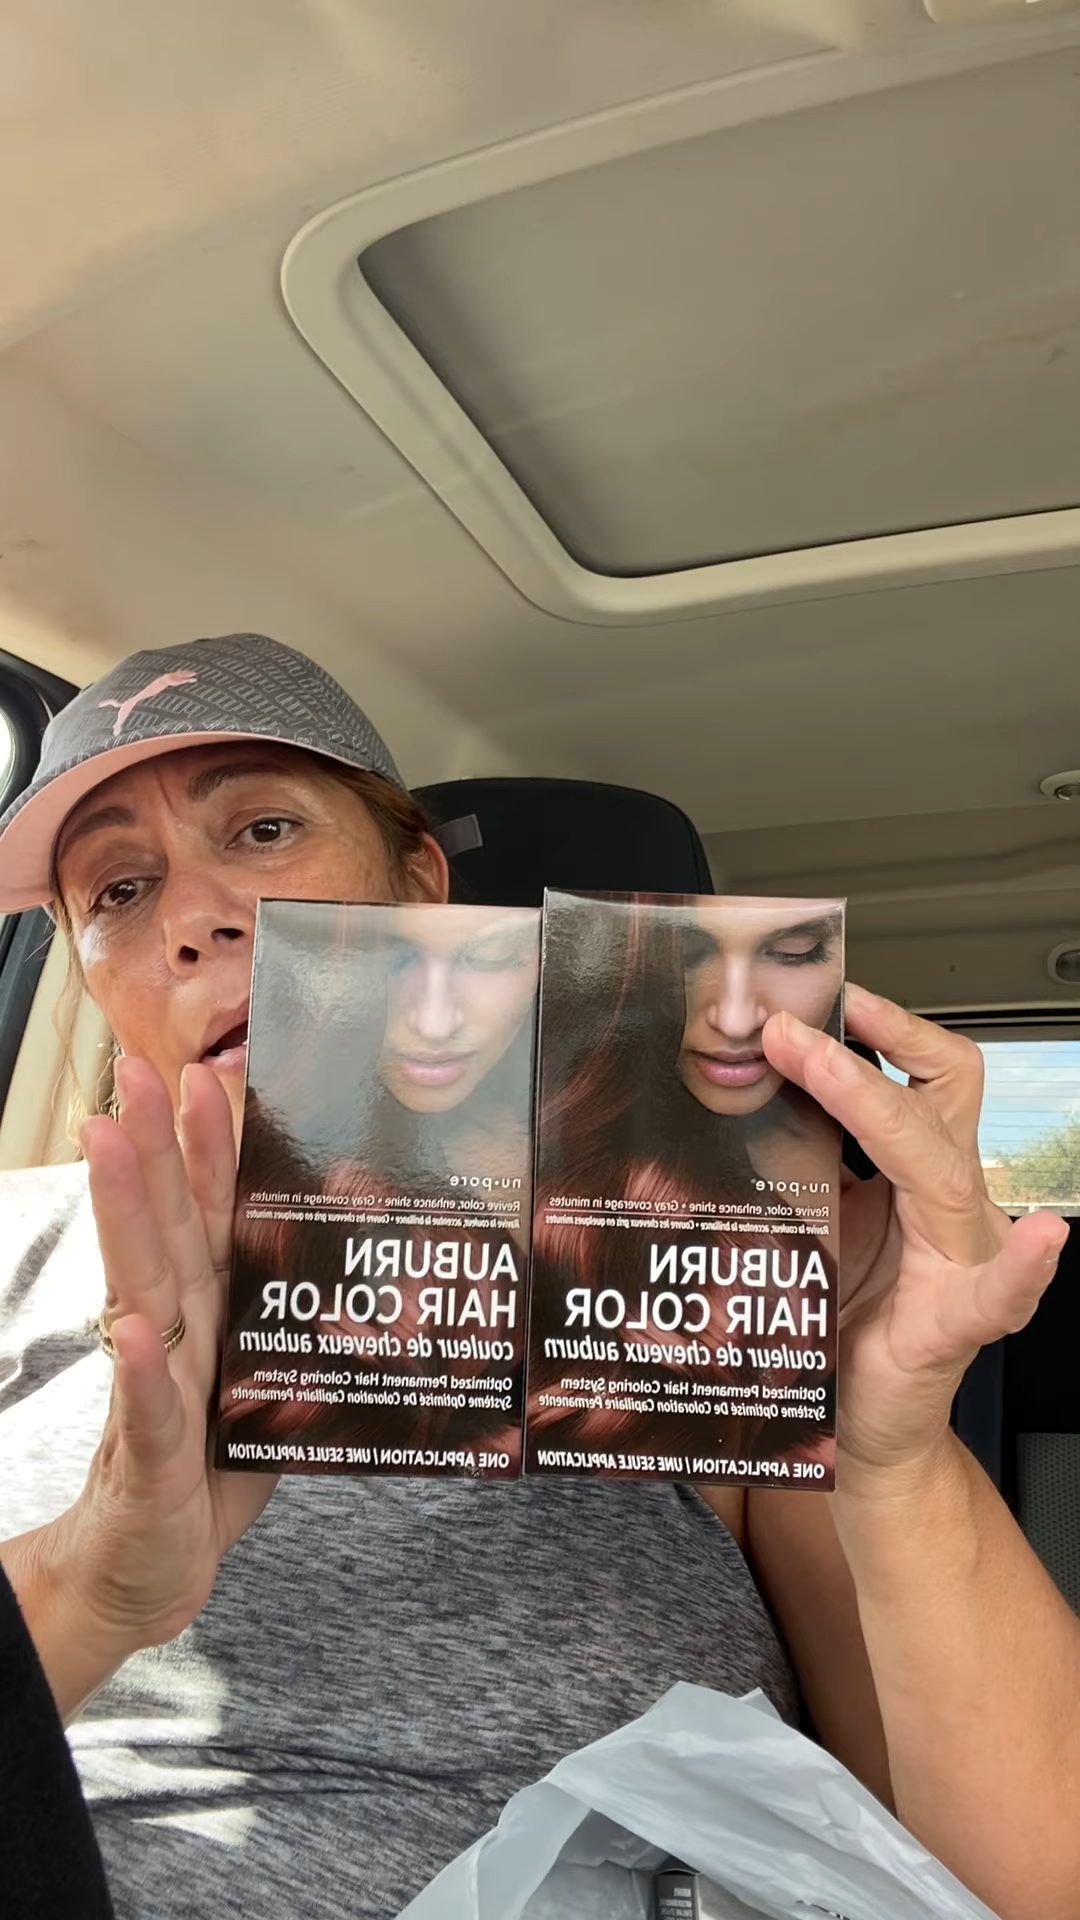 nu•pore
Revive color, enhance shine • Gray coverage in minutes
Ravive la couleur, accentue la brillance • Couvre les cheveux gris en quelques minutes
AUBURN
HAIR COLOR
couleur de cheveux auburn
Optimized Permanent Hair Coloring System
Système Optimisé De Coloration Capillaire Permanente
ONE APPLICATION / UNE SEULE APPLICATION
nu•pore
Revive color, enhance shine • Gray coverage in minutes
Ravive la couleur, accentue la brillance • Couvre les cheveux gris en quelques minutes
AUBURN
HAIR COLOR
couleur de cheveux auburn
Optimized Permanent Hair Coloring System
Système Optimisé De Coloration Capillaire Permanente
ONE APPLICATION / UNE SEULE APPLICATION